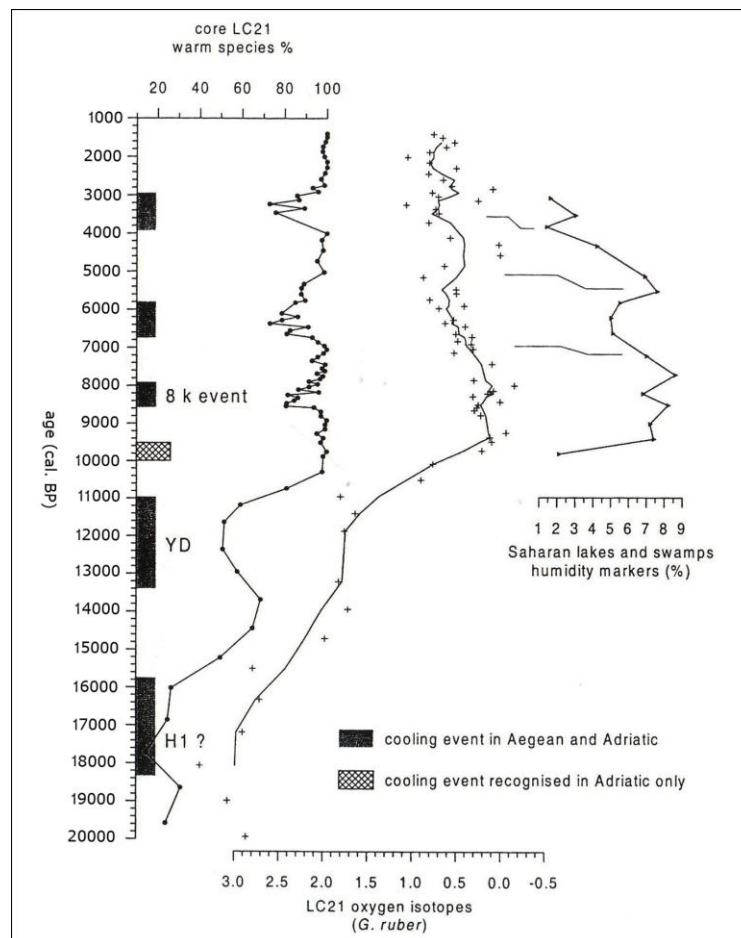 core LC21
warm species %
20 40 60 80 100
1000
2000
3000
4000
5000
6000
7000
8000
9000
10000
11000
12000
13000
14000
15000
16000
17000
18000
19000
20000
age (cal. BP)
8 k event
YD
H1 ?
1 2 3 4 5 6 7 8 9
Saharan lakes and swamps
humidity markers (%)
cooling event in Aegean and Adriatic
cooling event recognised in Adriatic only
3.0 2.0 1.0 0.5 0.0 -0.5
LC21 oxygen isotopes
(G. ruber)